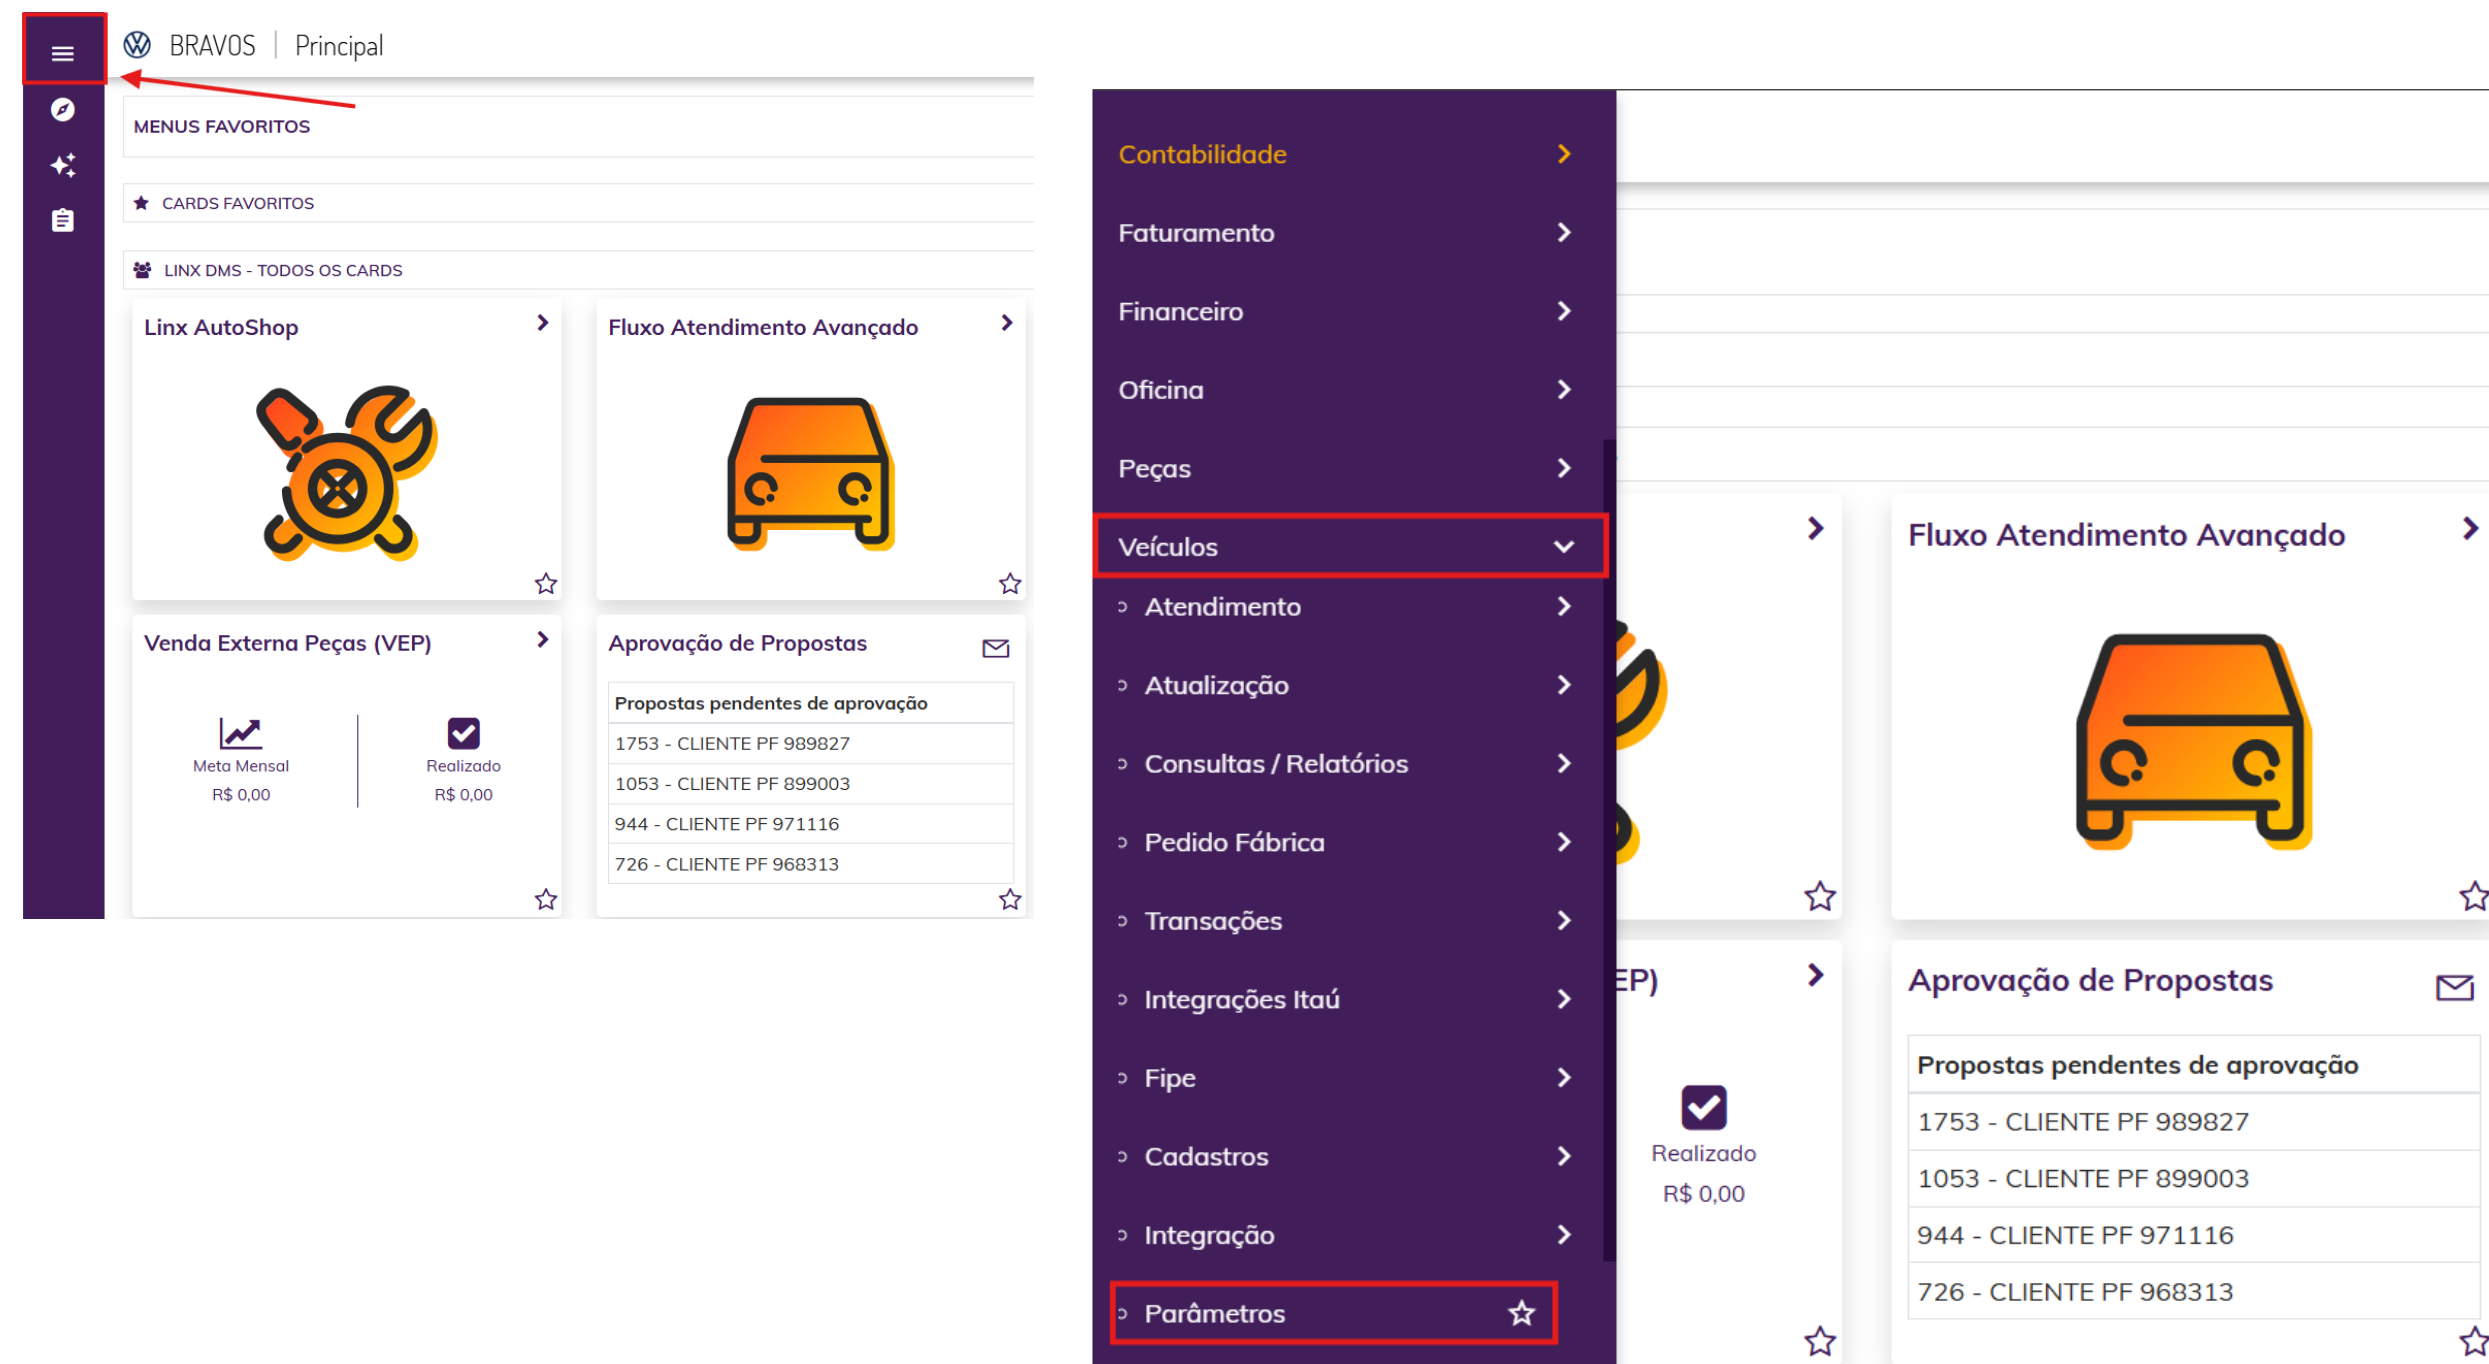 BRAVOS | Principal
MENUS FAVORITOS
CARDS FAVORITOS
LINX DMS - TODOS OS CARDS
Linx AutoShop
Fluxo Atendimento Avançado
Venda Externa Peças (VEP)
Meta Mensal
R$ 0,00
Realizado
R$ 0,00
Aprovação de Propostas
Propostas pendentes de aprovação
1753 - CLIENTE PF 989827
1053 - CLIENTE PF 899003
944 - CLIENTE PF 971116
726 - CLIENTE PF 968313
Contabilidade
Faturamento
Financeiro
Oficina
Peças
Veículos
Atendimento
Atualização
Consultas / Relatórios
Pedido Fábrica
Transações
Integrações Itaú
Fipe
Cadastros
Integração
Parâmetros
Fluxo Atendimento Avançado
EP)
Realizado
R$ 0,00
Aprovação de Propostas
Propostas pendentes de aprovação
1753 - CLIENTE PF 989827
1053 - CLIENTE PF 899003
944 - CLIENTE PF 971116
726 - CLIENTE PF 968313